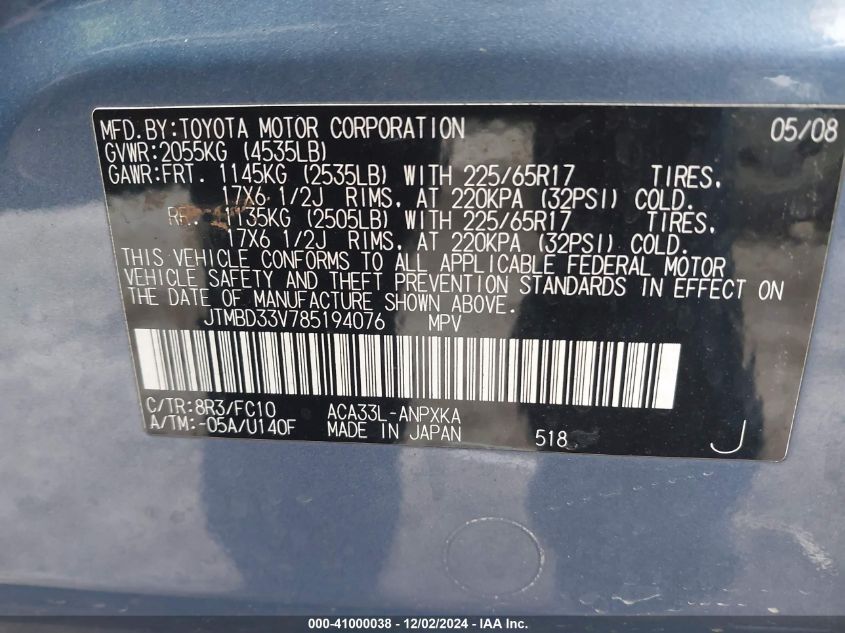 MFD.BY:TOYOTA MOTOR CORPORATION 05/08
GVWR:2055KG (4535LB)
GAWR:FRT. 1145KG (2535LB) WITH 225/65R17 TIRES,
17X6 1/2J RIMS, AT 220KPA (32PSI) COLD.
RR. 1135KG (2505LB) WITH 225/65R17 TIRES,
17X6 1/2J RIMS, AT 220KPA (32PSI) COLD.
THIS VEHICLE CONFORMS TO ALL APPLICABLE FEDERAL MOTOR
VEHICLE SAFETY AND THEFT PREVENTION STANDARDS IN EFFECT ON
THE DATE OF MANUFACTURE SHOWN ABOVE.
JTMBD33V785194076 MPV
C/TR:8R3/FC10 ACA33L-ANPXKA
A/TM:-05A/U140F MADE IN JAPAN 518 J
000-41000038 - 12/02/2024 - IAA Inc.